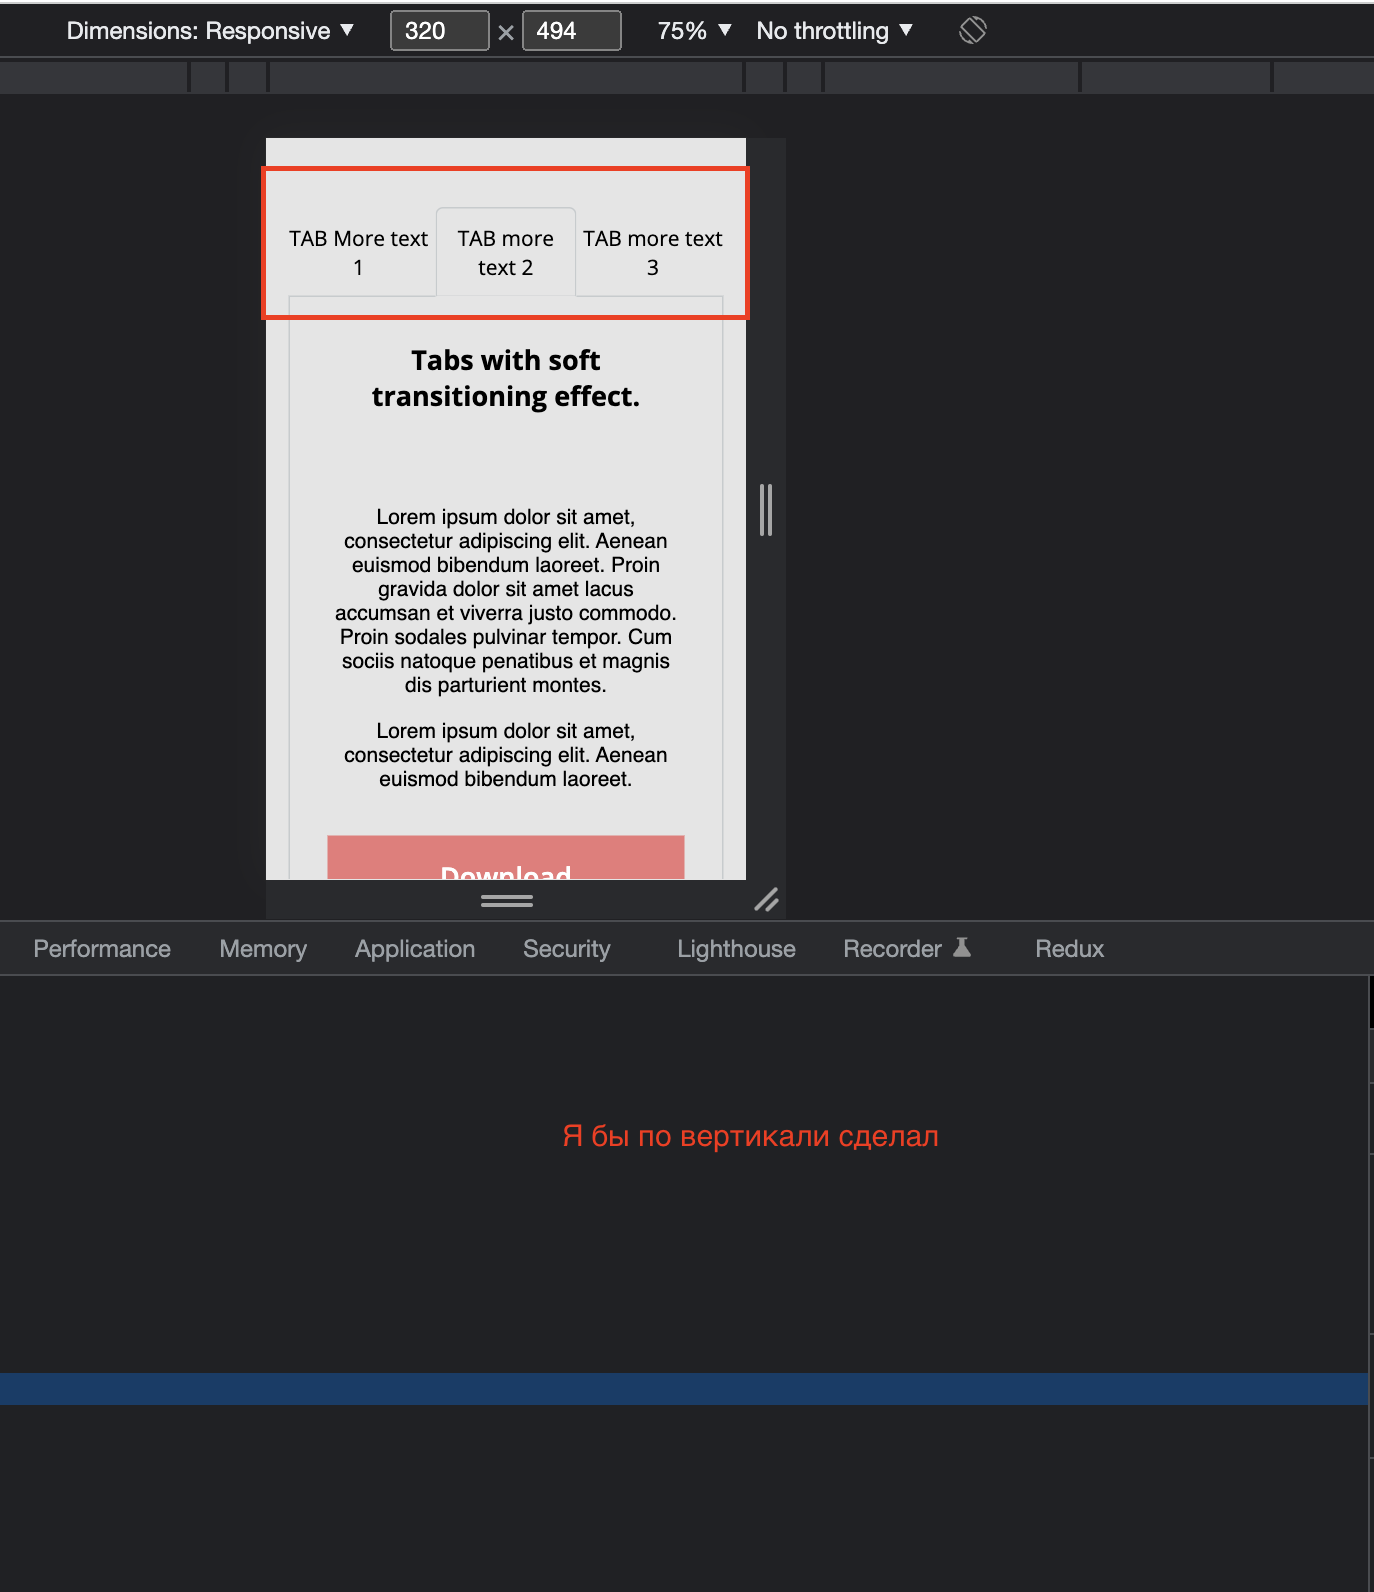 Dimensions: Responsive ▼ 320 × 494 75% ▼ No throttling ▼
TAB More text
1
TAB more
text 2
TAB more text
3
Tabs with soft
transitioning effect.
Lorem ipsum dolor sit amet,
consectetur adipiscing elit. Aenean
euismod bibendum laoreet. Proin
gravida dolor sit amet lacus
accumsan et viverra justo commodo.
Proin sodales pulvinar tempor. Cum
sociis natoque penatibus et magnis
dis parturient montes.
Lorem ipsum dolor sit amet,
consectetur adipiscing elit. Aenean
euismod bibendum laoreet.
Download
Performance Memory Application Security Lighthouse Recorder Redux
Я бы по вертикали сделал